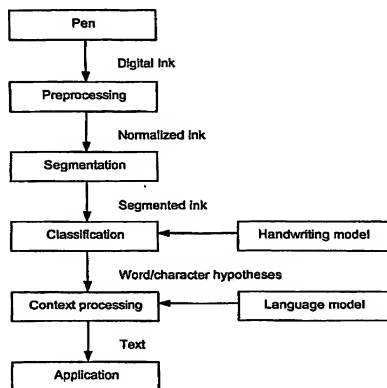 Pen
Digital Ink
Preprocessing
Normalized ink
Segmentation
Segmented ink
Classification
Handwriting model
Word/character hypotheses
Context processing
Language model
Text
Application